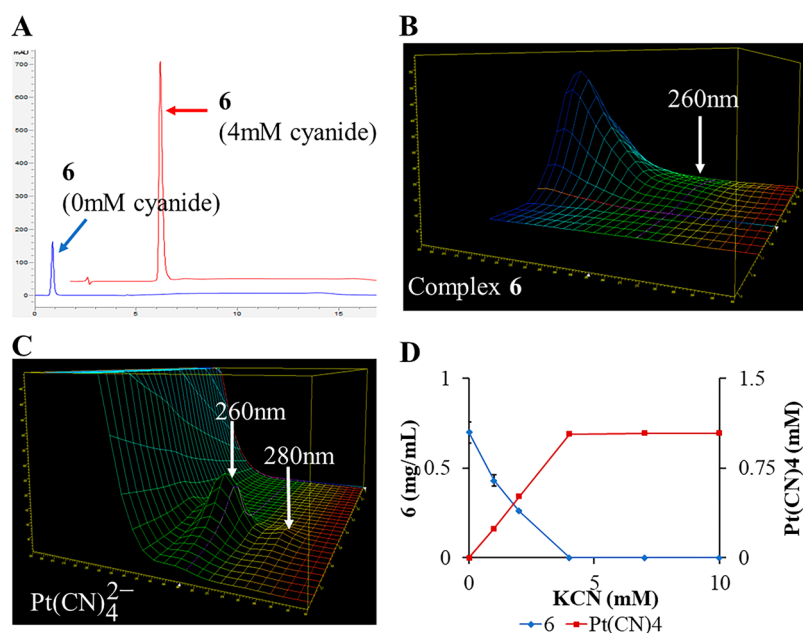 A
mAU
700
600
500
400
300
200
100
0
0
5
10
15
6
(4mM cyanide)
6
(0mM cyanide)
B
260nm
Complex 6
C
260nm
280nm
Pt(CN)₄²⁻
D
1
0.5
0
6 (mg/mL)
1.5
0.75
0
Pt(CN)4 (mM)
0
5
10
KCN (mM)
6
Pt(CN)4